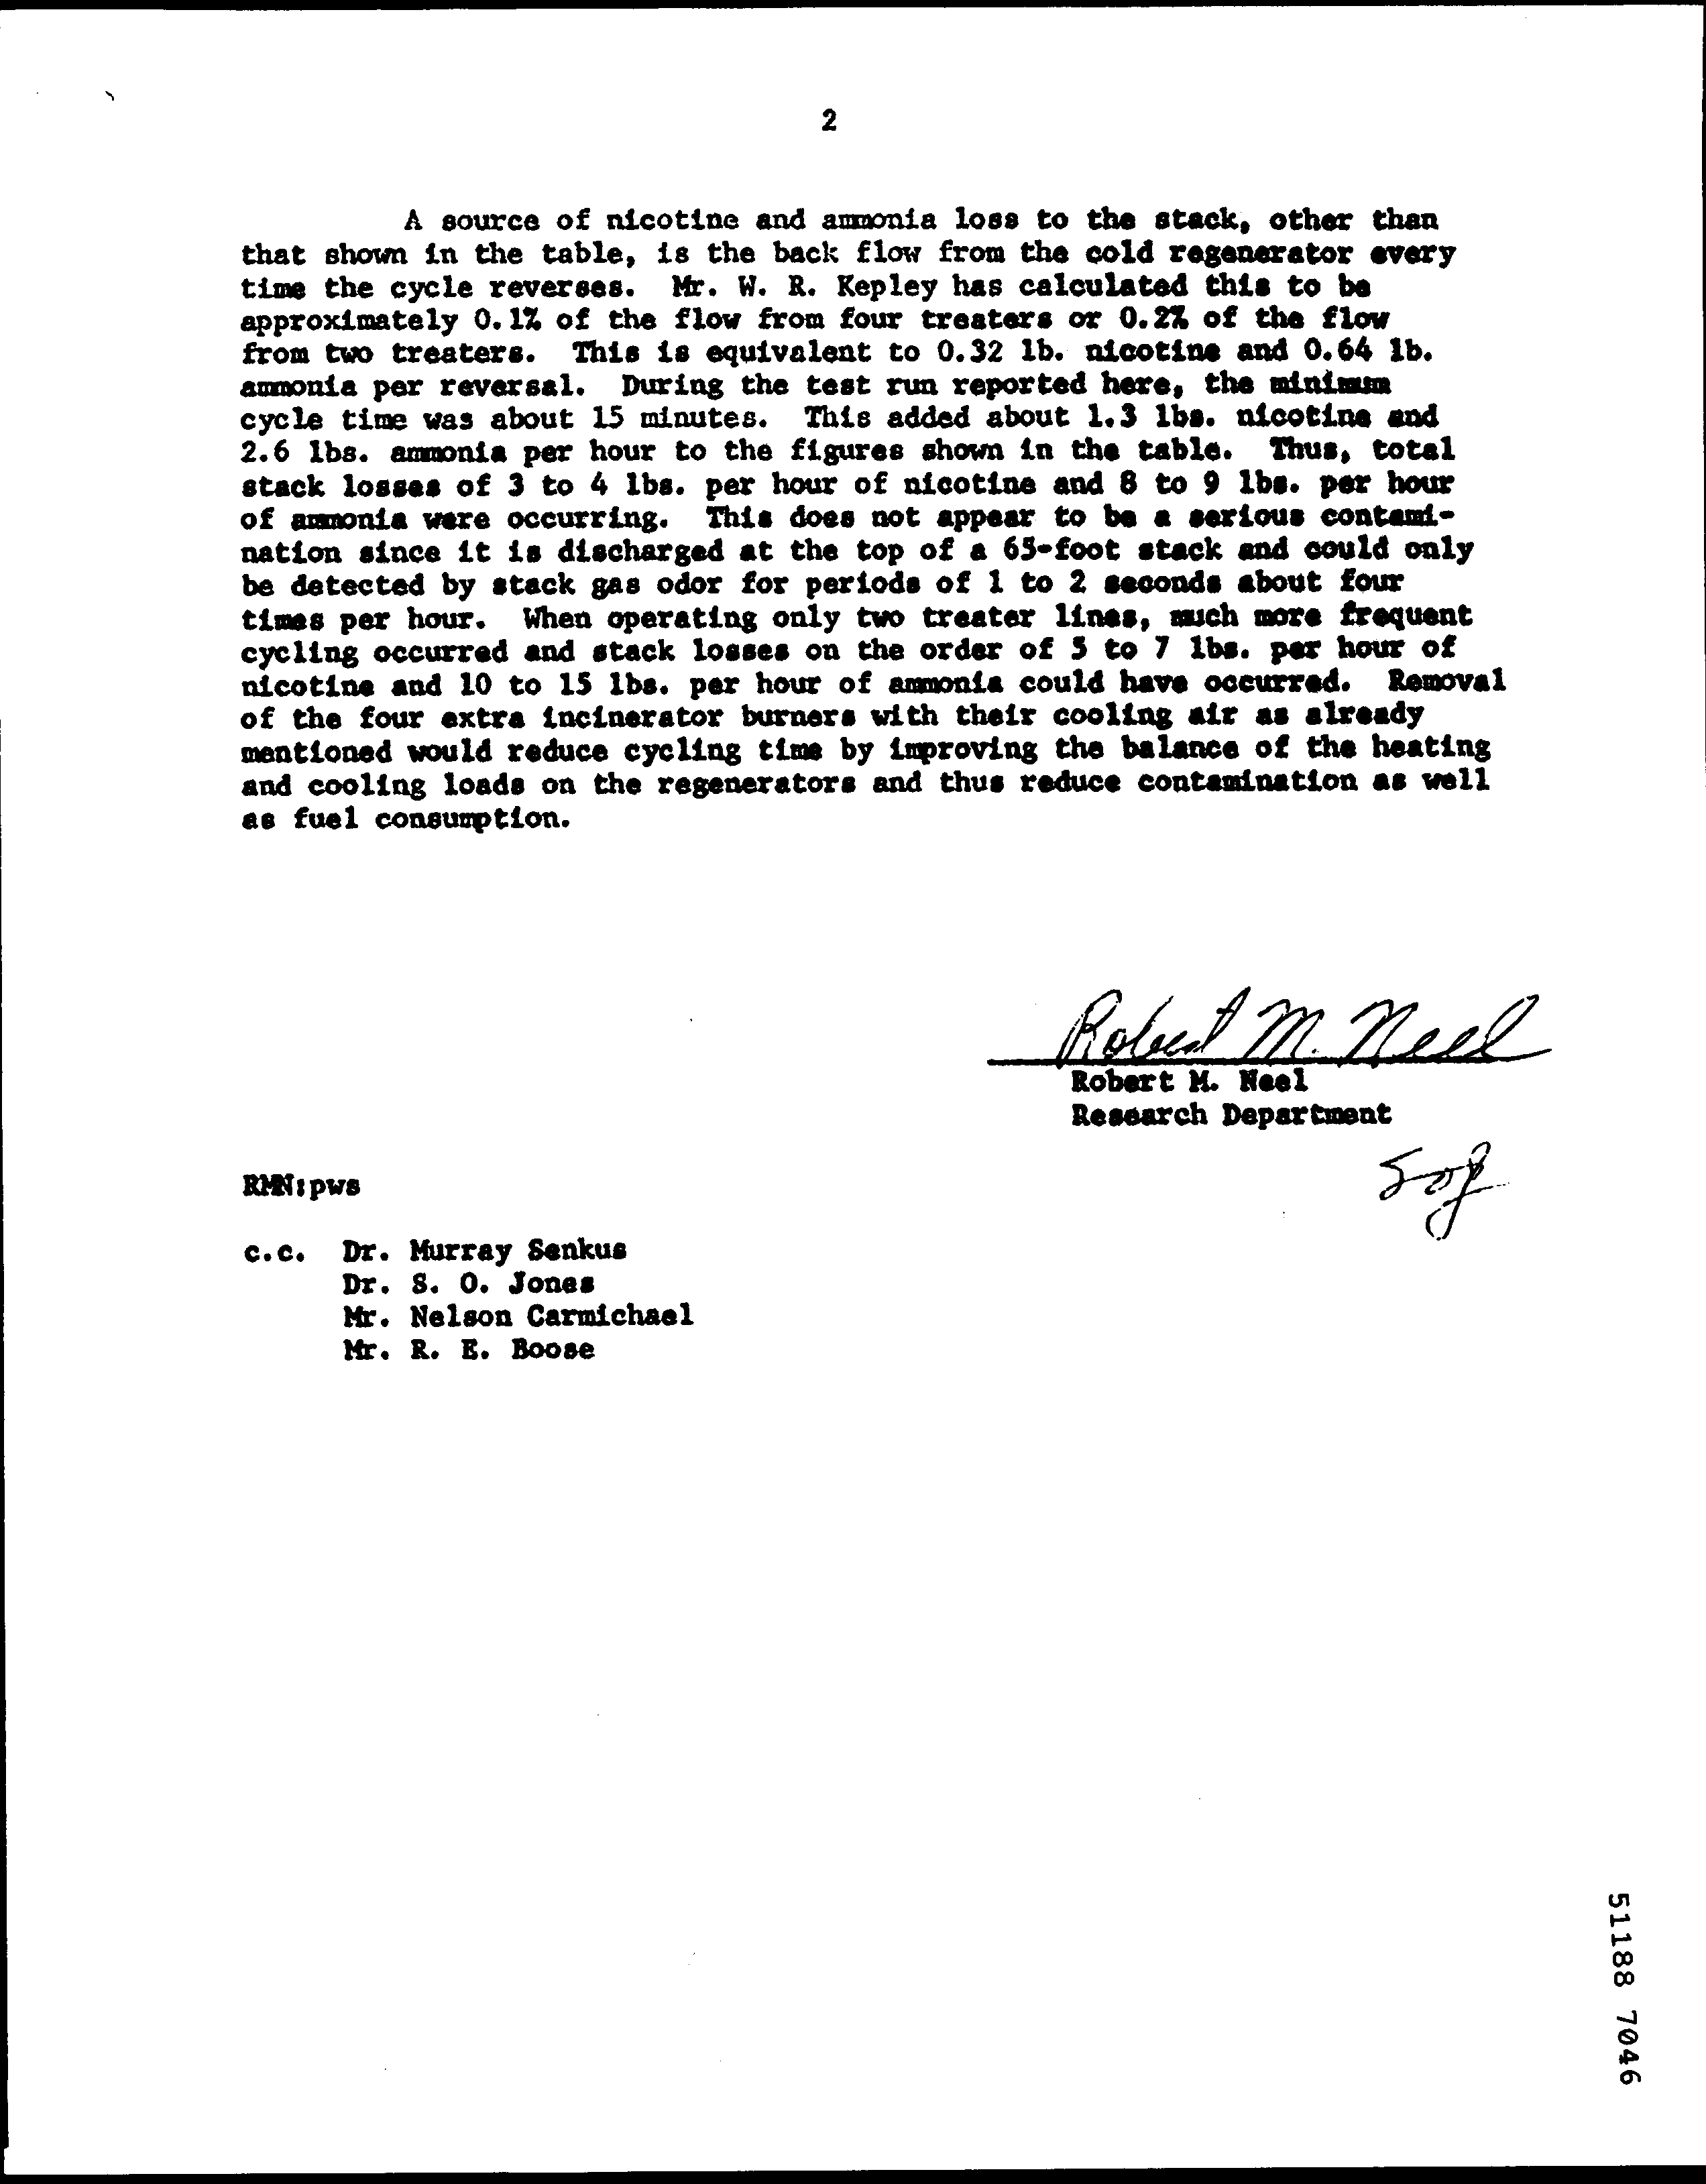 2
A source of nicotine and ammonia loss to the stack, other than
that shown in the table, is the back flow from the cold regenerator every
time the cycle reverses. Mr. W. R. Kepley has calculated this to be
approximately 0.1% of the flow from four treaters or 0.2% of the flow
from two treaters. This is equivalent to 0.32 lb. nicotine and 0.64 lb.
ammonia per reversal. During the test run reported here, the minimum
cycle time was about 15 minutes. This added about 1.3 lbs. nicotine and
2.6 lbs. ammonia per hour to the figures shown in the table. Thus, total
stack losses of 3 to 4 lbs. per hour of nicotine and 8 to 9 lbs. per hour
of ammonia were occurring. This does not appear to be a serious contami-
nation since it is discharged at the top of a 65-foot stack and could only
be detected by stack gas odor for periods of 1 to 2 seconds about four
times per hour. When operating only two treater lines, much more frequent
cycling occurred and stack losses on the order of 5 to 7 lbs. per hour of
nicotine and 10 to 15 lbs. per hour of ammonia could have occurred. Removal
of the four extra incinerator burners with their cooling air as already
mentioned would reduce cycling time by improving the balance of the heating
and cooling loads on the regenerators and thus reduce contamination as well
as fuel consumption.
Robert M. Neel
Robert M. Neel
Research Department
SOJ
RMN:pws
c.c. Dr. Murray Senkus
Dr. S. O. Jones
Mr. Nelson Carmichael
Mr. R. E. Boose
51188 7046